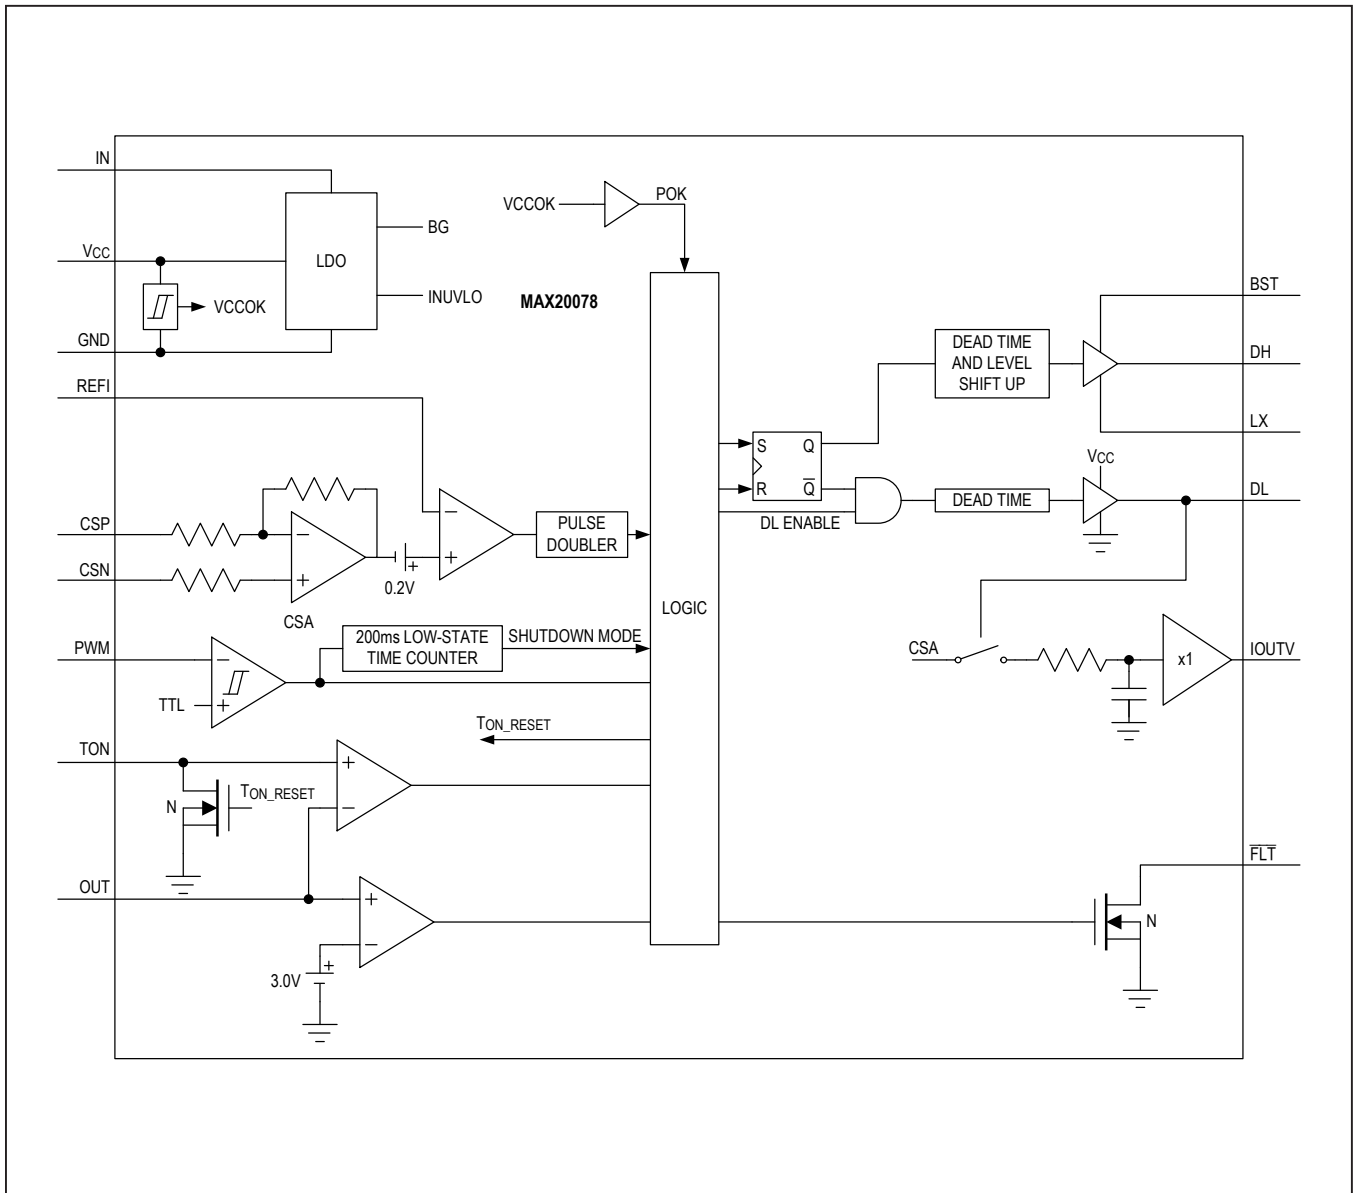 IN
LDO
BG
INUVLO
VCC
VCCOK
GND
REFI
VCCOK
POK
MAX20078
CSP
CSN
−
+
CSA
0.2V
+
−
+
PULSE
DOUBLER
PWM
TTL
−
+
200ms LOW-STATE
TIME COUNTER
SHUTDOWN MODE
TON_RESET
TON
N
TON_RESET
+
−
OUT
+
−
3.0V
+
LOGIC
S Q
R Q̅
DL ENABLE
DEAD TIME
AND LEVEL
SHIFT UP
DEAD TIME
VCC
BST
DH
LX
DL
CSA
x1
IOUTV
F̅L̅T̅
N